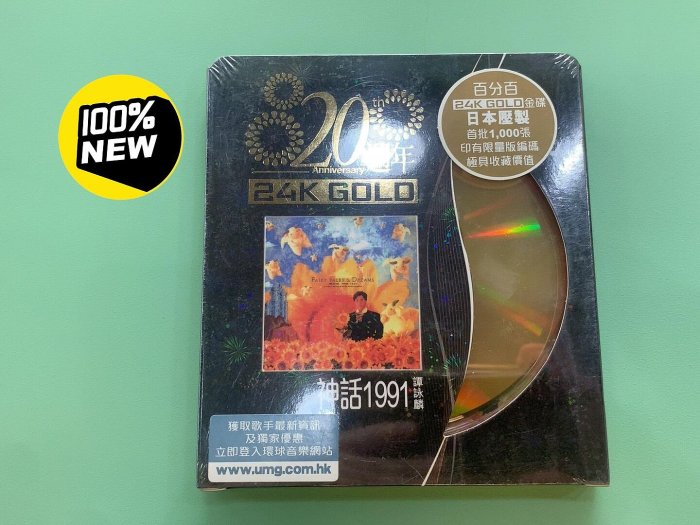 100%
NEW
20th
Anniversary 週年
24K GOLD
百分百
24K GOLD金碟
日本壓製
首批1,000張
印有限量版編碼
極具收藏價值
FAIRY FABLE & DREAMS
神話1991
譚詠麟
獲取歌手最新資訊
及獨家優惠
立即登入環球音樂網站
www.umg.com.hk